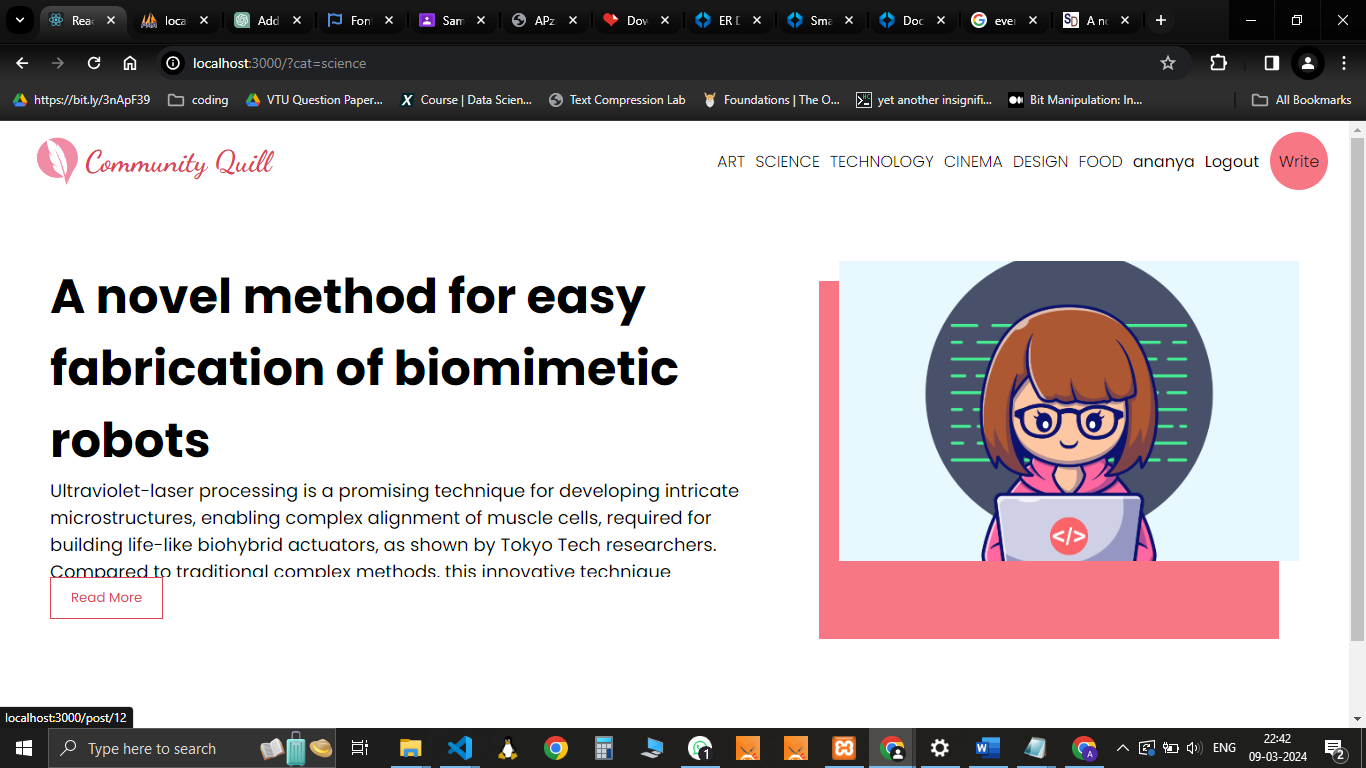 Reac
loca
Add
Font
Sam
APz
Dov
ER D
Sma
Doc
ever
A no
localhost:3000/?cat=science
https://bit.ly/3nApF39
coding
VTU Question Paper...
Course | Data Scien...
Text Compression Lab
Foundations | The O...
yet another insignifi...
Bit Manipulation: In...
All Bookmarks
Community Quill
ART SCIENCE TECHNOLOGY CINEMA DESIGN FOOD ananya Logout Write
A novel method for easy
fabrication of biomimetic
robots
Ultraviolet-laser processing is a promising technique for developing intricate
microstructures, enabling complex alignment of muscle cells, required for
building life-like biohybrid actuators, as shown by Tokyo Tech researchers.
Compared to traditional complex methods, this innovative technique
Read More
</>
localhost:3000/post/12
Type here to search
ENG
22:42
09-03-2024
2